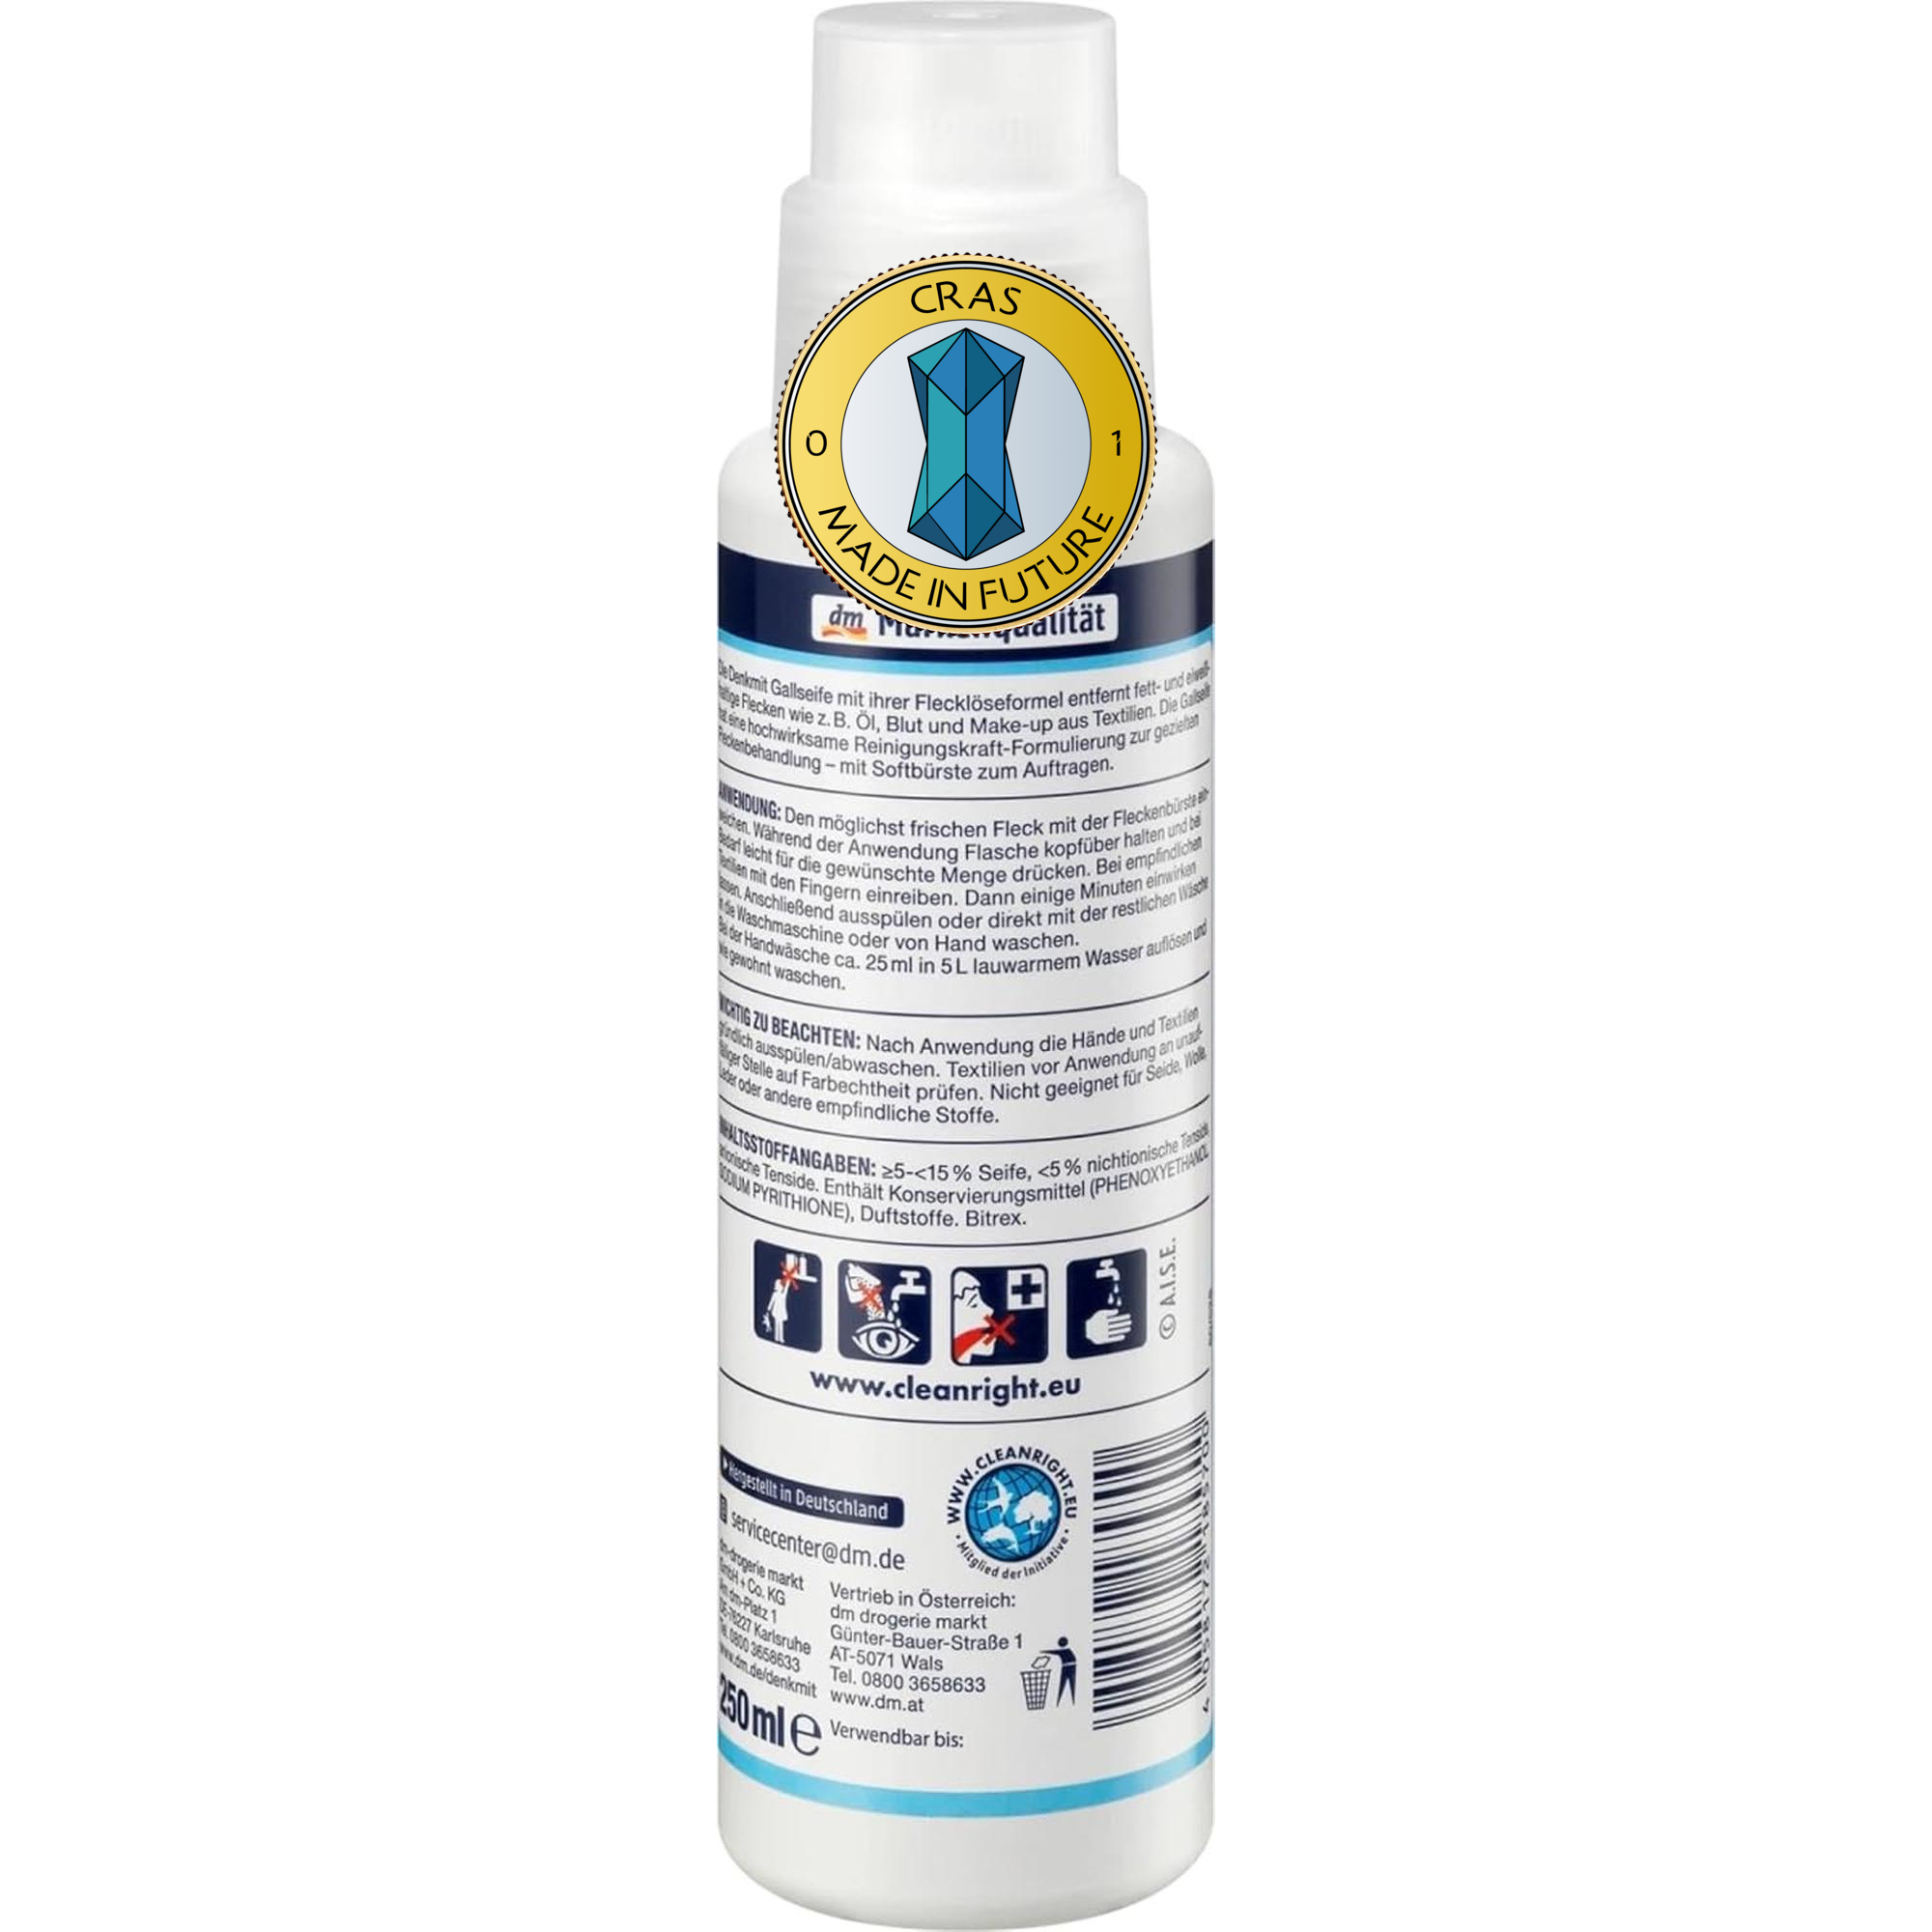 CRAS
0 1
MADE IN FUTURE
dm
Die Denkmit Gallseife mit ihrer Flecklöseformel entfernt fett- und eiweiß-
haltige Flecken wie z. B. Öl, Blut und Make-up aus Textilien. Die Gallseife
hat eine hochwirksame Reinigungskraft-Formulierung zur gezielten
Fleckenbehandlung – mit Softbürste zum Auftragen.
ANWENDUNG: Den möglichst frischen Fleck mit der Fleckenbürste ein-
weichen. Während der Anwendung Flasche kopfüber halten und bei
Bedarf leicht für die gewünschte Menge drücken. Bei empfindlichen
Textilien mit den Fingern einreiben. Dann einige Minuten einwirken
lassen. Anschließend ausspülen oder direkt mit der restlichen Wäsche
in die Waschmaschine oder von Hand waschen.
Bei der Handwäsche ca. 25 ml in 5 L lauwarmem Wasser auflösen und
wie gewohnt waschen.
WICHTIG ZU BEACHTEN: Nach Anwendung die Hände und Textilien
gründlich ausspülen/abwaschen. Textilien vor Anwendung an unauf-
fälliger Stelle auf Farbechtheit prüfen. Nicht geeignet für Seide, Wolle,
Leder oder andere empfindliche Stoffe.
INHALTSSTOFFANGABEN: ≥5-<15 % Seife, <5 % nichtionische Tenside,
anionische Tenside. Enthält Konservierungsmittel (PHENOXYETHANOL,
SODIUM PYRITHIONE), Duftstoffe. Bitrex.
© A.I.S.E.
www.cleanright.eu
Hergestellt in Deutschland
servicecenter@dm.de
WWW.CLEANRIGHT.EU
• Mitglied der Initiative •
dm-drogerie markt
GmbH + Co. KG
Am dm-Platz 1
DE-76227 Karlsruhe
Tel. 0800 3658633
www.dm.de/denkmit
Vertrieb in Österreich:
dm drogerie markt
Günter-Bauer-Straße 1
AT-5071 Wals
Tel. 0800 3658633
www.dm.at
250 ml e
Verwendbar bis: